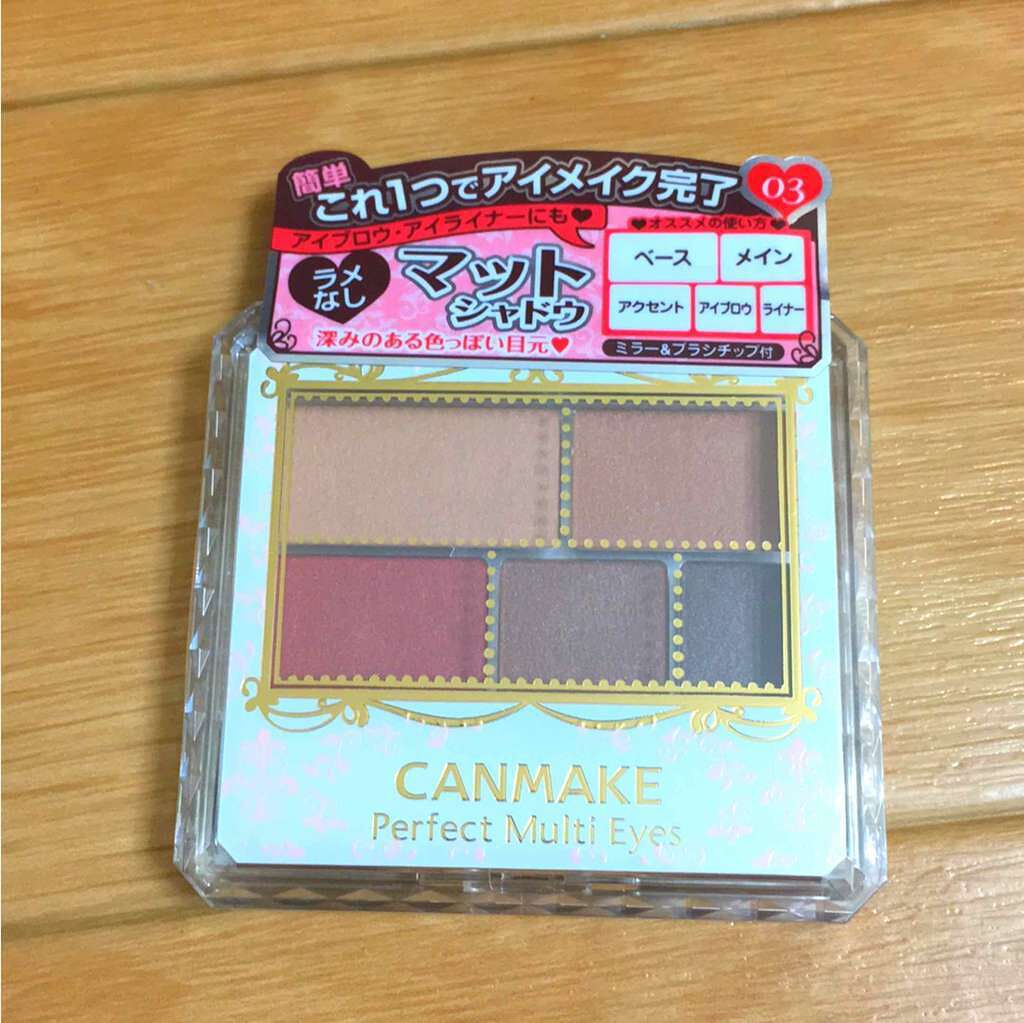 簡単
これ1つでアイメイク完了
03
アイブロウ・アイライナーにも♥
♥オススメの使い方♥
ラメ
なし
マット
シャドウ
ベース
メイン
アクセント
アイブロウ
ライナー
深みのある色っぽい目元♥
ミラー&ブラシチップ付
CANMAKE
Perfect Multi Eyes